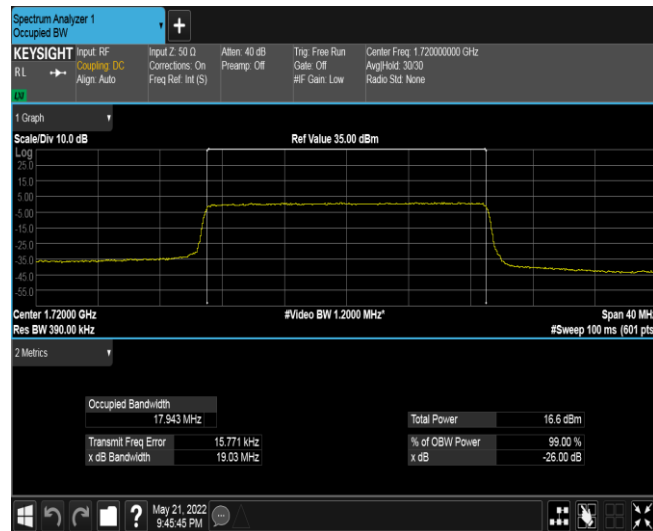 Spectrum Analyzer 1
Occupied BW
+
KEYSIGHT
RL
Input: RF
Coupling: DC
Align: Auto
Input Z: 50 Ω
Corrections: On
Freq Ref: Int (S)
Atten: 40 dB
Preamp: Off
Trig: Free Run
Gate: Off
#IF Gain: Low
Center Freq: 1.720000000 GHz
Avg|Hold: 30/30
Radio Std: None
1 Graph
Scale/Div 10.0 dB
Ref Value 35.00 dBm
Log
25.0
15.0
5.00
-5.00
-15.0
-25.0
-35.0
-45.0
-55.0
Center 1.72000 GHz
#Video BW 1.2000 MHz*
Span 40 MH
Res BW 390.00 kHz
#Sweep 100 ms (601 pts
2 Metrics
Occupied Bandwidth
17.943 MHz
Total Power 16.6 dBm
Transmit Freq Error 15.771 kHz
% of OBW Power 99.00 %
x dB Bandwidth 19.03 MHz
x dB -26.00 dB
?
May 21, 2022
9:45:45 PM